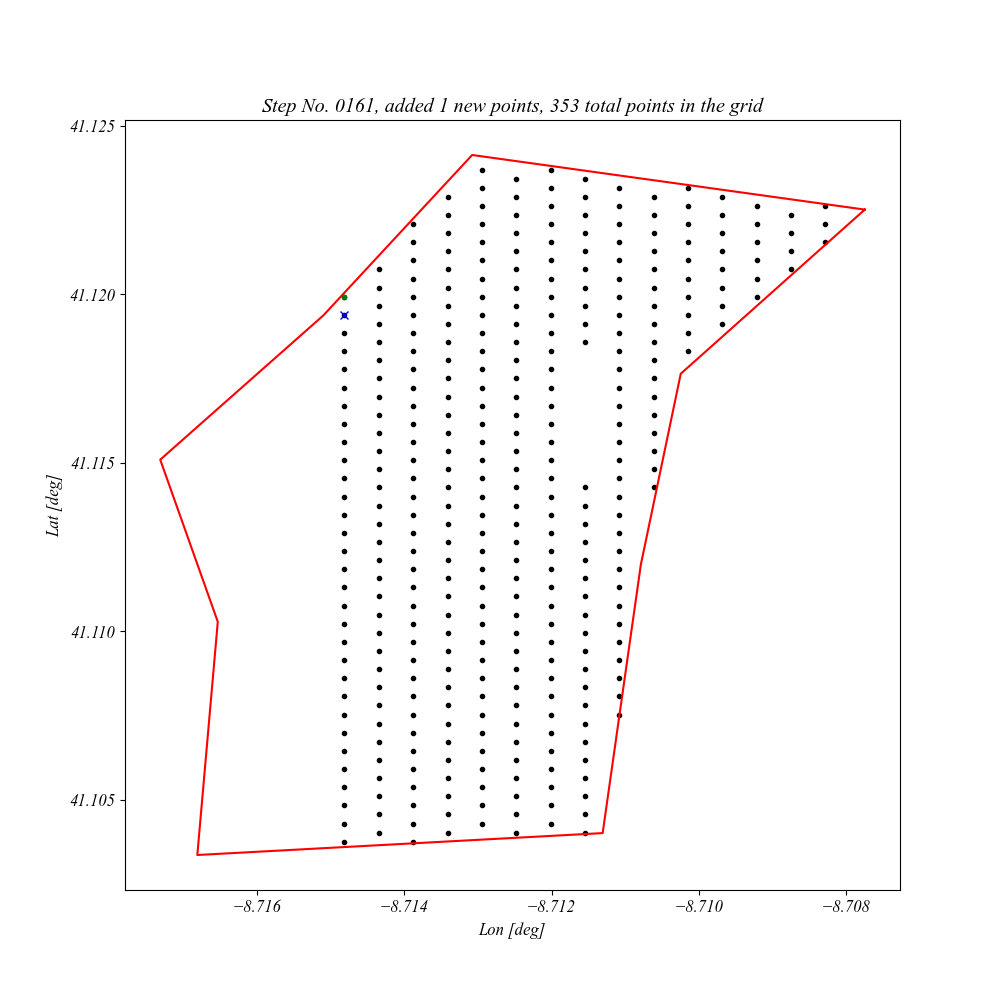 Step No. 0161, added 1 new points, 353 total points in the grid
41.125
41.120
41.115
41.110
41.105
Lat [deg]
−8.716 −8.714 −8.712 −8.710 −8.708
Lon [deg]